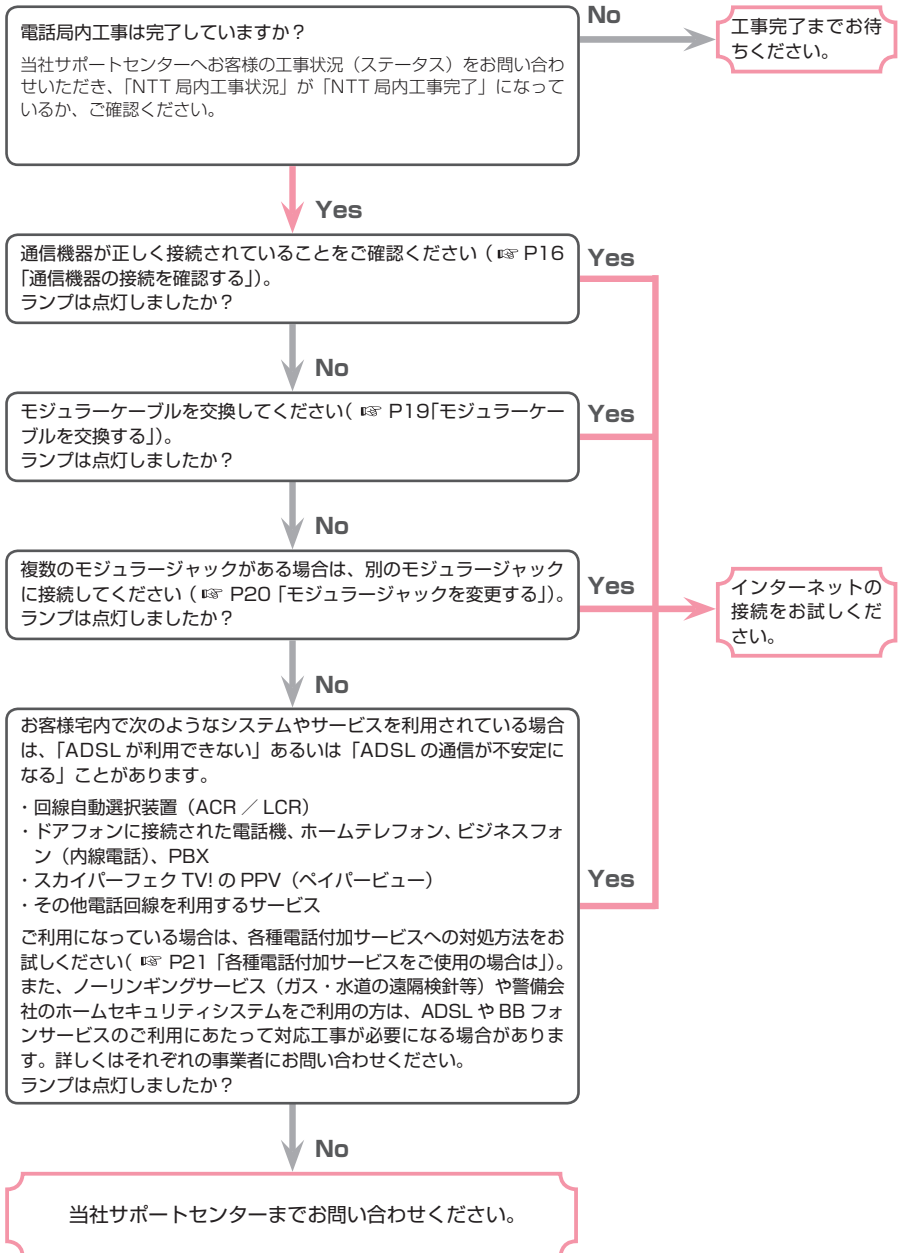 電話局内工事は完了していますか？
当社サポートセンターへお客様の工事状況（ステータス）をお問い合わ
せいただき、「NTT 局内工事状況」が「NTT 局内工事完了」になって
いるか、ご確認ください。
No
工事完了までお待
ちください。
Yes
通信機器が正しく接続されていることをご確認ください（ ☞ P16
「通信機器の接続を確認する」）。
ランプは点灯しましたか？
Yes
No
モジュラーケーブルを交換してください（ ☞ P19「モジュラーケー
ブルを交換する」）。
ランプは点灯しましたか？
Yes
No
複数のモジュラージャックがある場合は、別のモジュラージャック
に接続してください（ ☞ P20「モジュラージャックを変更する」）。
ランプは点灯しましたか？
Yes
インターネットの
接続をお試しくだ
さい。
No
お客様宅内で次のようなシステムやサービスを利用されている場合
は、「ADSL が利用できない」あるいは「ADSL の通信が不安定に
なる」ことがあります。
・回線自動選択装置（ACR ／ LCR）
・ドアフォンに接続された電話機、ホームテレフォン、ビジネスフォ
ン（内線電話）、PBX
・スカイパーフェク TV! の PPV（ペイパービュー）
・その他電話回線を利用するサービス
ご利用になっている場合は、各種電話付加サービスへの対処方法をお
試しください（ ☞ P21「各種電話付加サービスをご使用の場合は」）。
また、ノーリンギングサービス（ガス・水道の遠隔検針等）や警備会
社のホームセキュリティシステムをご利用の方は、ADSL や BB フォ
ンサービスのご利用にあたって対応工事が必要になる場合がありま
す。詳しくはそれぞれの事業者にお問い合わせください。
ランプは点灯しましたか？
Yes
No
当社サポートセンターまでお問い合わせください。